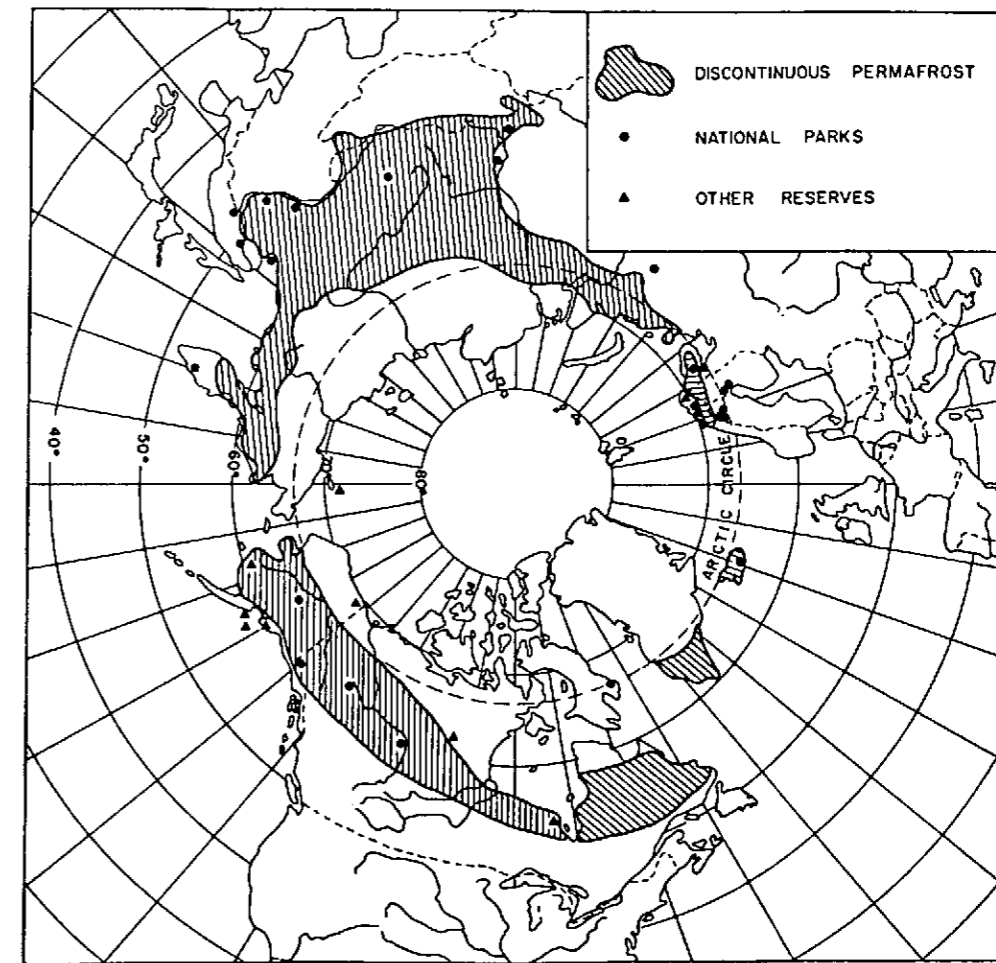 DISCONTINUOUS PERMAFROST
NATIONAL PARKS
OTHER RESERVES
40°
50°
60°
70°
80°
ARCTIC CIRCLE